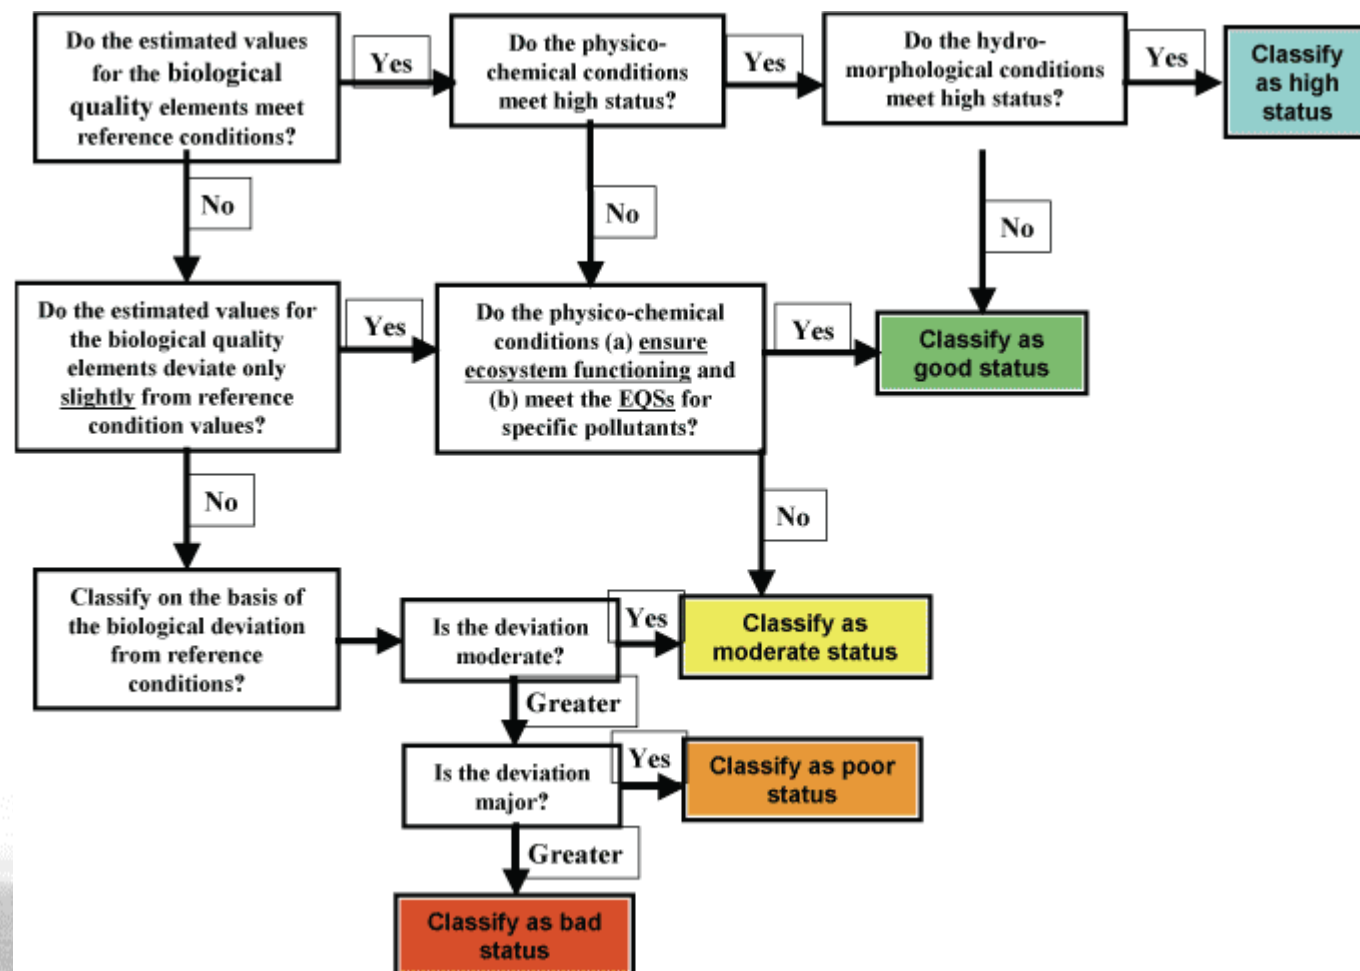 Do the estimated values
for the biological
quality elements meet
reference conditions?
Yes
Do the physico-
chemical conditions
meet high status?
Yes
Do the hydro-
morphological conditions
meet high status?
Yes
Classify
as high
status
No
No
No
Do the estimated values for
the biological quality
elements deviate only
slightly from reference
condition values?
Yes
Do the physico-chemical
conditions (a) ensure
ecosystem functioning and
(b) meet the EQSs for
specific pollutants?
Yes
Classify as
good status
No
No
Classify on the basis of
the biological deviation
from reference
conditions?
Is the deviation
moderate?
Yes
Classify as
moderate status
Greater
Is the deviation
major?
Yes
Classify as poor
status
Greater
Classify as bad
status